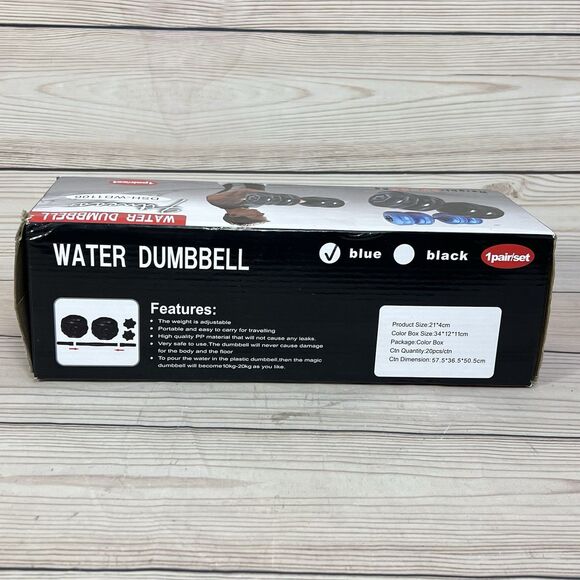 1pair/set
WATER DUMBBELL
DSH-WD1106
WATER DUMBBELL
blue
black
1pair/set
Features:
The weight is adjustable
Portable and easy to carry for travelling
High quality PP material that will not cause any leaks.
Very safe to use.The dumbbell will never cause damage
for the body and the floor
To pour the water in the plastic dumbbell,then the magic
dumbbell will become10kg-20kg as you like.
Product Size:21*4cm
Color Box Size:34*12*11cm
Package:Color Box
Ctn Quantity:20pcs/ctn
Ctn Dimension:57.5*36.5*50.5cm